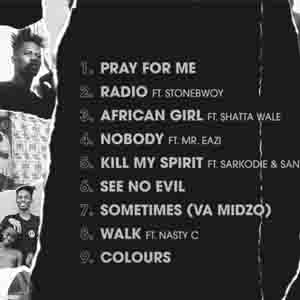 1. PRAY FOR ME
2. RADIO FT. STONEBWOY
3. AFRICAN GIRL FT. SHATTA WALE
4. NOBODY FT. MR. EAZI
5. KILL MY SPIRIT FT. SARKODIE & SAN
6. SEE NO EVIL
7. SOMETIMES (VA MIDZO)
8. WALK FT. NASTY C
9. COLOURS